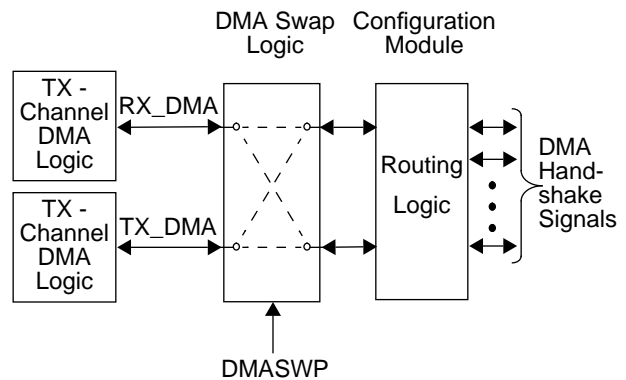 DMA Swap
Logic
Configuration
Module
TX -
Channel
DMA
Logic
RX_DMA
TX -
Channel
DMA
Logic
TX_DMA
Routing
Logic
DMA
Hand-
shake
Signals
DMASWP